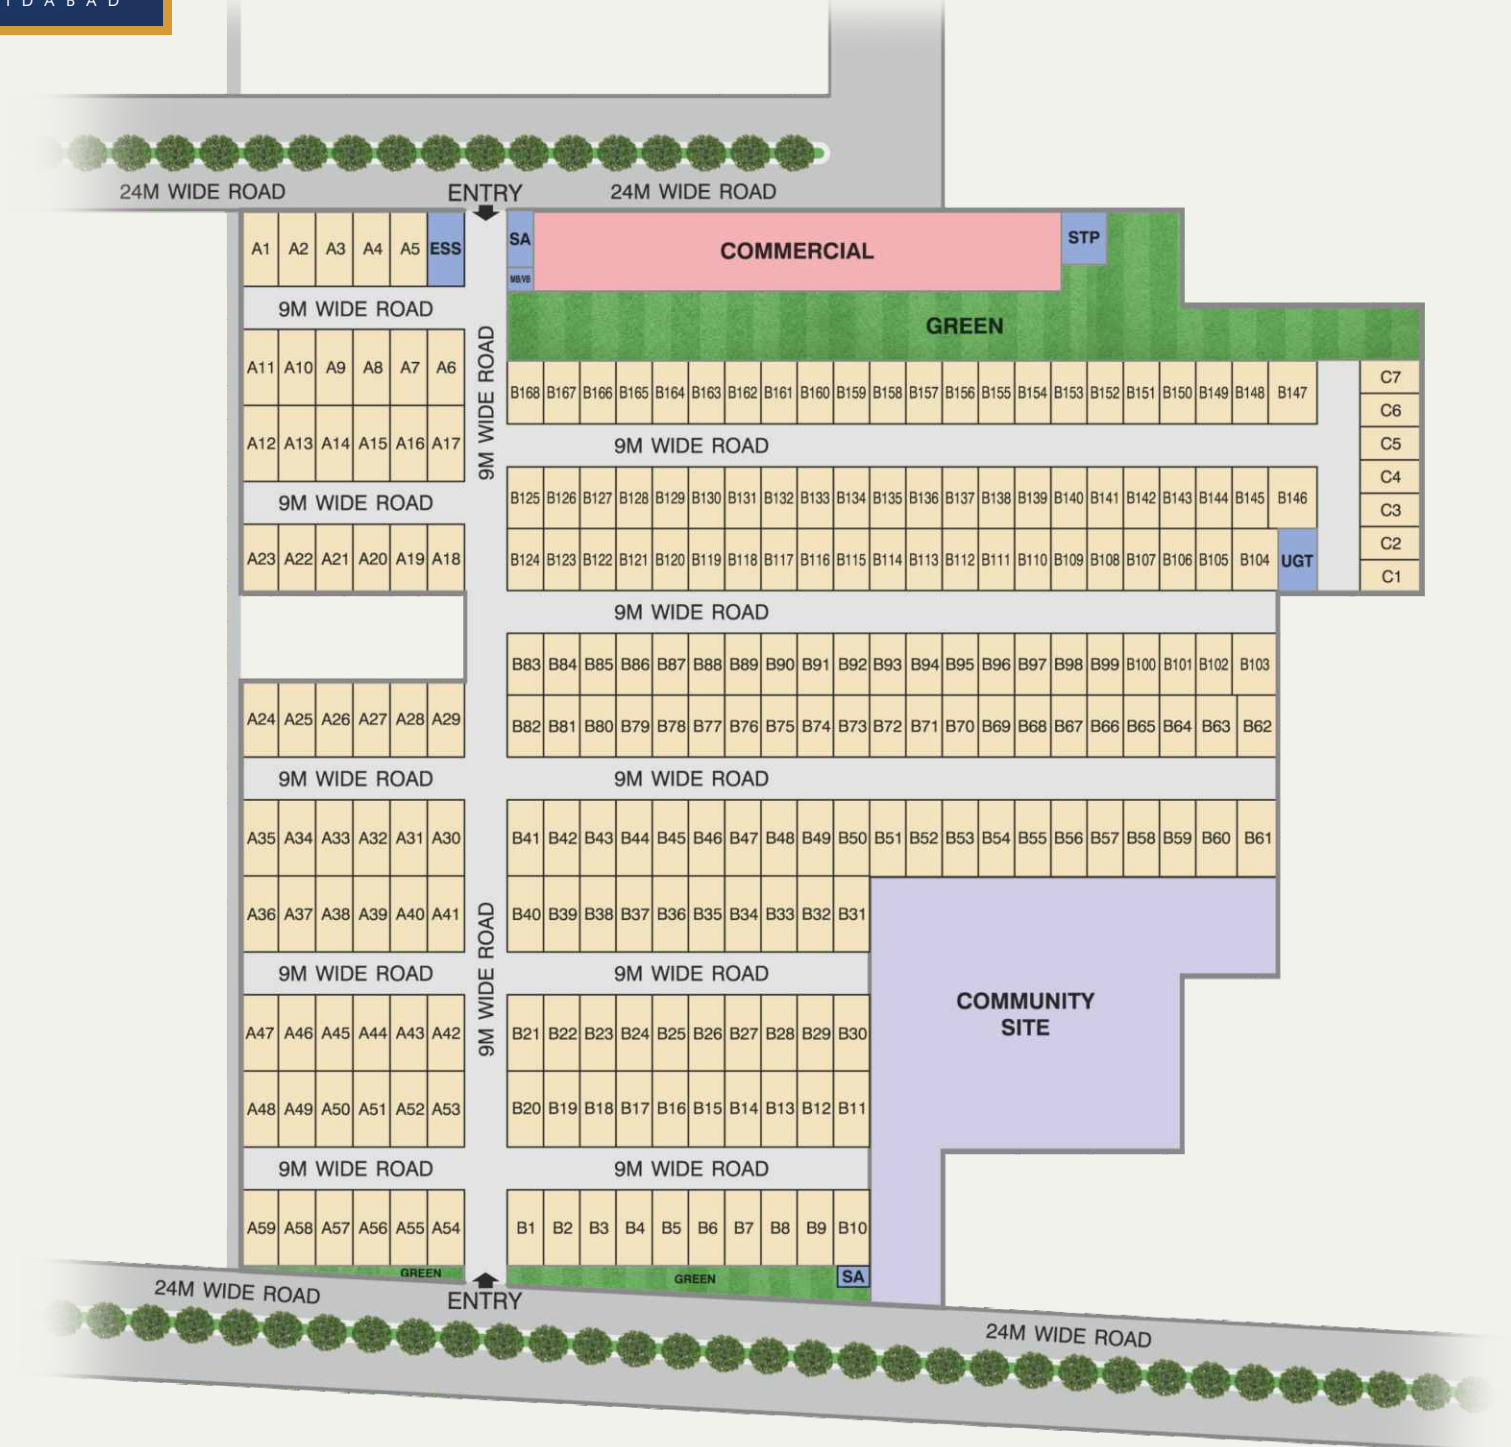 24M WIDE ROAD ENTRY 24M WIDE ROAD
A1 A2 A3 A4 A5 ESS SA COMMERCIAL STP
MB/VB
9M WIDE ROAD
GREEN
9M WIDE ROAD
A11 A10 A9 A8 A7 A6
B168 B167 B166 B165 B164 B163 B162 B161 B160 B159 B158 B157 B156 B155 B154 B153 B152 B151 B150 B149 B148 B147
C7
C6
C5
C4
C3
C2
C1
A12 A13 A14 A15 A16 A17
9M WIDE ROAD
9M WIDE ROAD
B125 B126 B127 B128 B129 B130 B131 B132 B133 B134 B135 B136 B137 B138 B139 B140 B141 B142 B143 B144 B145 B146
A23 A22 A21 A20 A19 A18
B124 B123 B122 B121 B120 B119 B118 B117 B116 B115 B114 B113 B112 B111 B110 B109 B108 B107 B106 B105 B104 UGT
9M WIDE ROAD
B83 B84 B85 B86 B87 B88 B89 B90 B91 B92 B93 B94 B95 B96 B97 B98 B99 B100 B101 B102 B103
A24 A25 A26 A27 A28 A29
B82 B81 B80 B79 B78 B77 B76 B75 B74 B73 B72 B71 B70 B69 B68 B67 B66 B65 B64 B63 B62
9M WIDE ROAD 9M WIDE ROAD
A35 A34 A33 A32 A31 A30
B41 B42 B43 B44 B45 B46 B47 B48 B49 B50 B51 B52 B53 B54 B55 B56 B57 B58 B59 B60 B61
A36 A37 A38 A39 A40 A41
B40 B39 B38 B37 B36 B35 B34 B33 B32 B31
9M WIDE ROAD
9M WIDE ROAD 9M WIDE ROAD
COMMUNITY
SITE
A47 A46 A45 A44 A43 A42
B21 B22 B23 B24 B25 B26 B27 B28 B29 B30
A48 A49 A50 A51 A52 A53
B20 B19 B18 B17 B16 B15 B14 B13 B12 B11
9M WIDE ROAD 9M WIDE ROAD
A59 A58 A57 A56 A55 A54
B1 B2 B3 B4 B5 B6 B7 B8 B9 B10
GREEN GREEN SA
24M WIDE ROAD ENTRY
24M WIDE ROAD